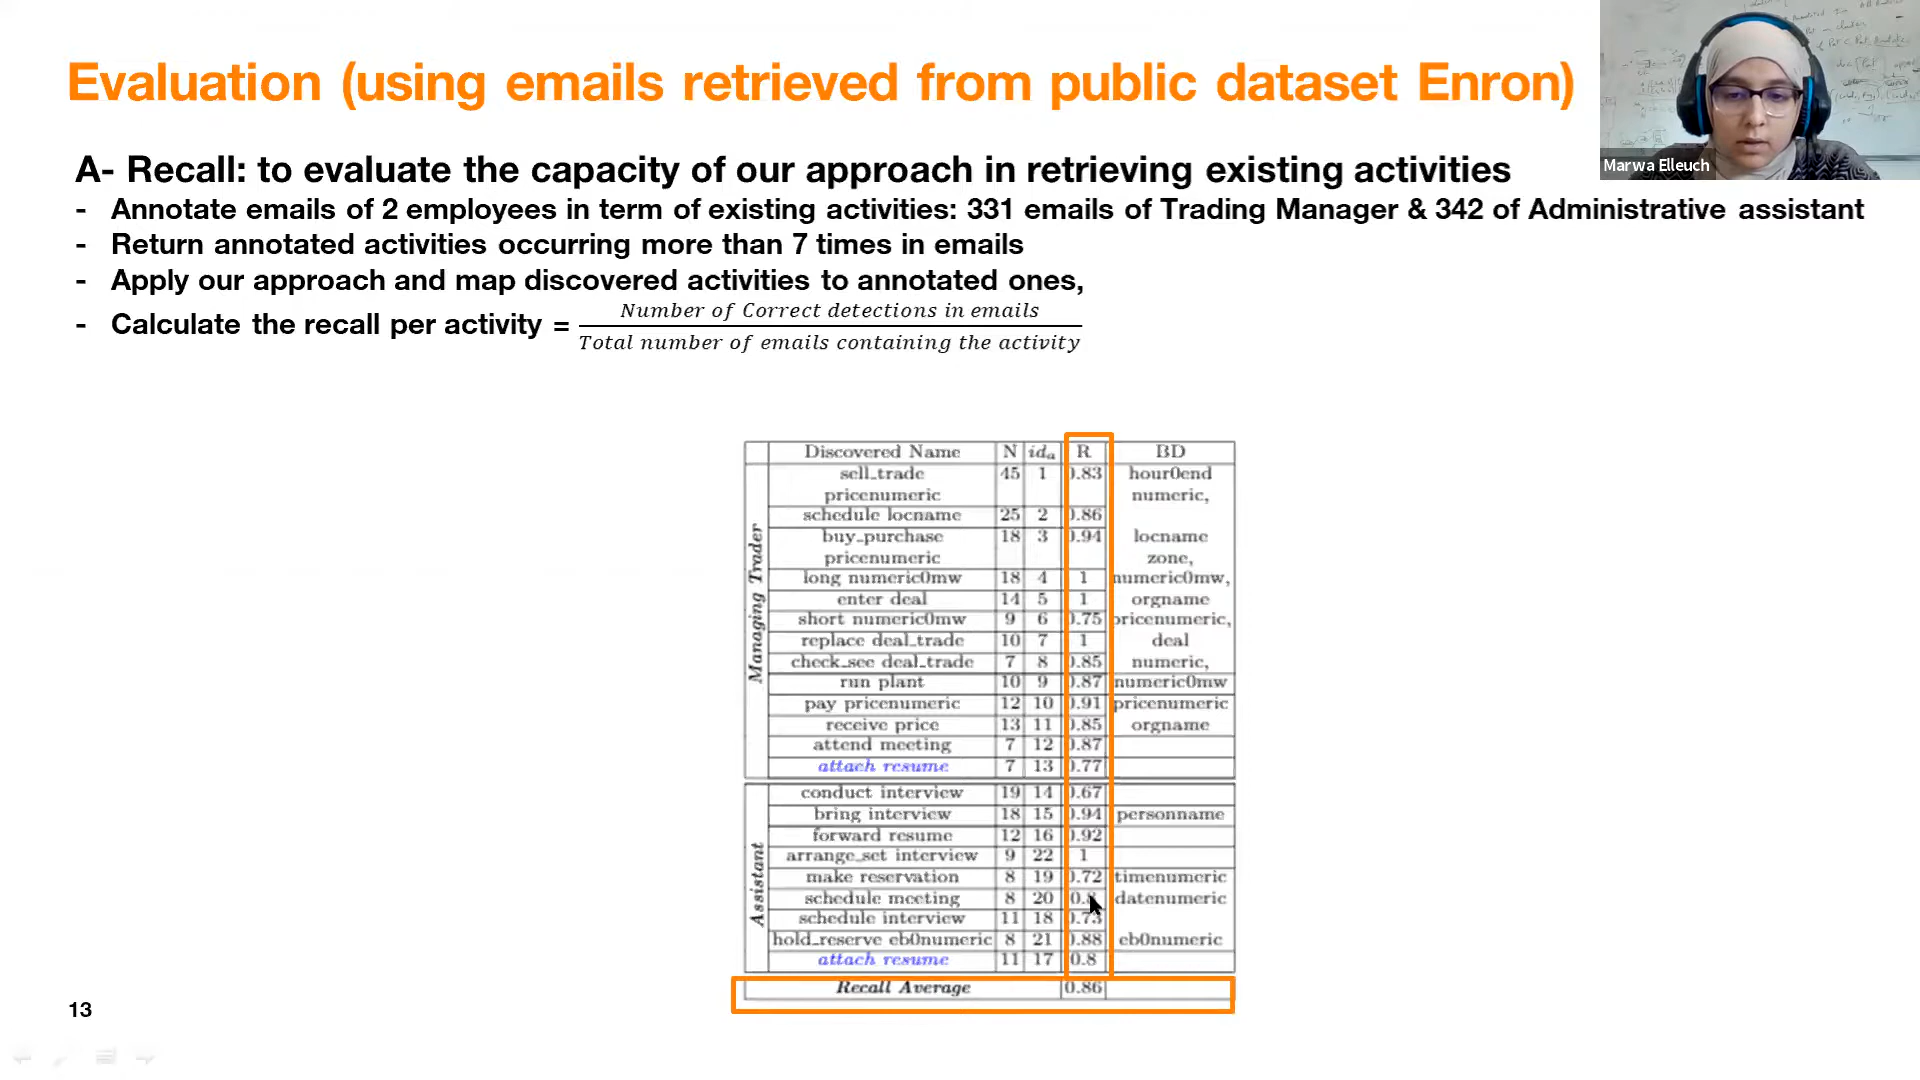 Evaluation (using emails retrieved from public dataset Enron)
Marwa Elleuch
A- Recall: to evaluate the capacity of our approach in retrieving existing activities
- Annotate emails of 2 employees in term of existing activities: 331 emails of Trading Manager & 342 of Administrative assistant
- Return annotated activities occurring more than 7 times in emails
- Apply our approach and map discovered activities to annotated ones,
- Calculate the recall per activity = Number of Correct detections in emails
Total number of emails containing the activity
Discovered Name N id_a R BD
Managing Trader
sell_trade 45 1 0.83 hour0end
pricenumeric numeric,
schedule locname 25 2 0.86
buy_purchase 18 3 0.94 locname
pricenumeric zone,
long numeric0mw 18 4 1 numeric0mw,
enter deal 14 5 1 orgname
short numeric0mw 9 6 0.75 pricenumeric,
replace deal_trade 10 7 1 deal
check_see deal_trade 7 8 0.85 numeric,
run plant 10 9 0.87 numeric0mw
pay pricenumeric 12 10 0.91 pricenumeric
receive price 13 11 0.85 orgname
attend meeting 7 12 0.87
attach resume 7 13 0.77
Assistant
conduct interview 19 14 0.67
bring interview 18 15 0.94 personname
forward resume 12 16 0.92
arrange_set interview 9 22 1
make reservation 8 19 0.72 timenumeric
schedule meeting 8 20 datenumeric
schedule interview 11 18 0.73
hold_reserve eb0numeric 8 21 0.88 eb0numeric
attach resume 11 17 0.8
Recall Average 0.86
13